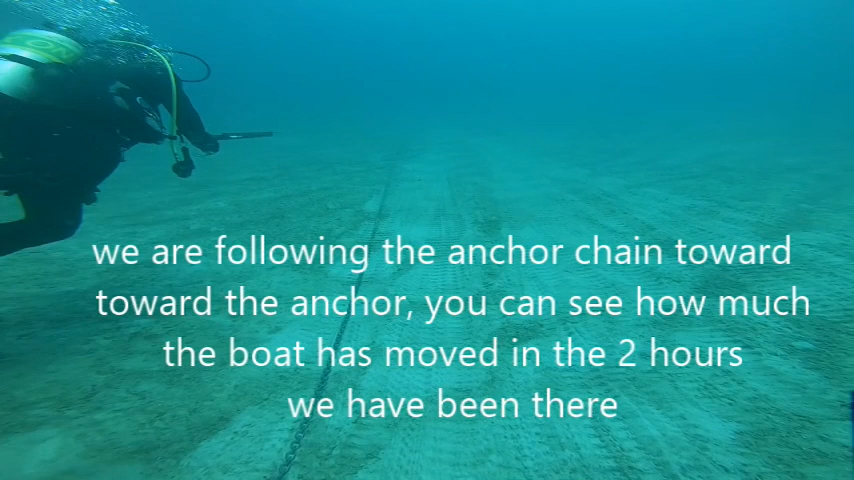 we are following the anchor chain toward
toward the anchor, you can see how much
the boat has moved in the 2 hours
we have been there